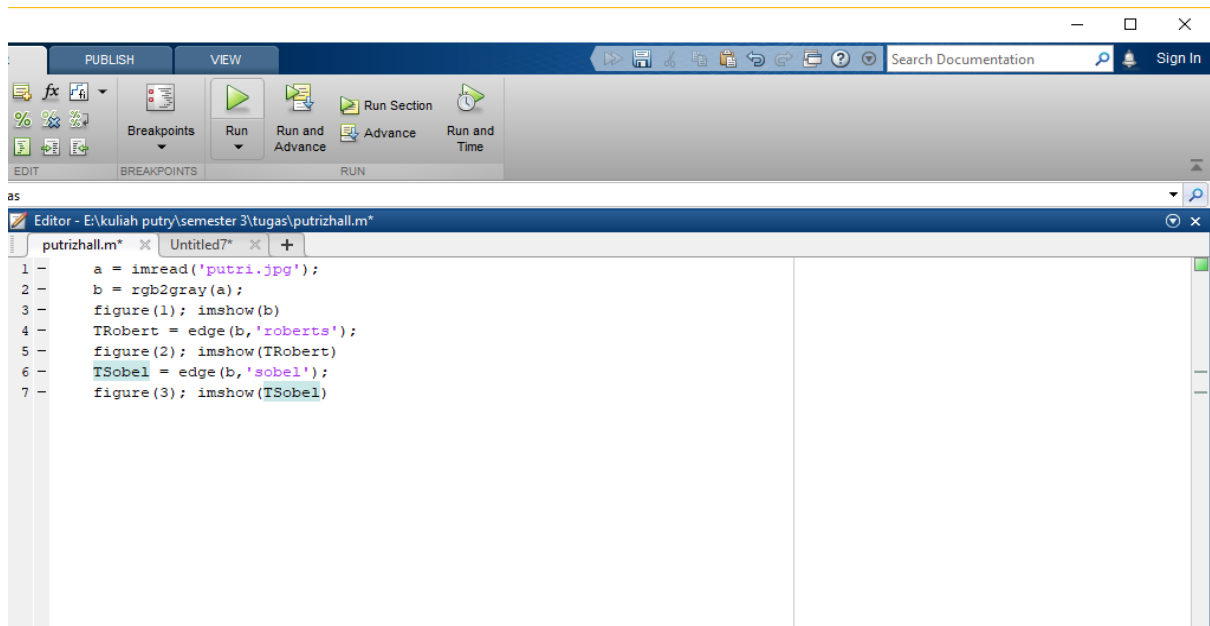 PUBLISH VIEW Search Documentation Sign In
fx fi
Breakpoints Run Run and Advance Run Section Advance Run and Time
EDIT BREAKPOINTS RUN
as
Editor - E:\kuliah putry\semester 3\tugas\putrizhall.m*
putrizhall.m* Untitled7* +
1 - a = imread('putri.jpg');
2 - b = rgb2gray(a);
3 - figure(1); imshow(b)
4 - TRobert = edge(b,'roberts');
5 - figure(2); imshow(TRobert)
6 - TSobel = edge(b,'sobel');
7 - figure(3); imshow(TSobel)